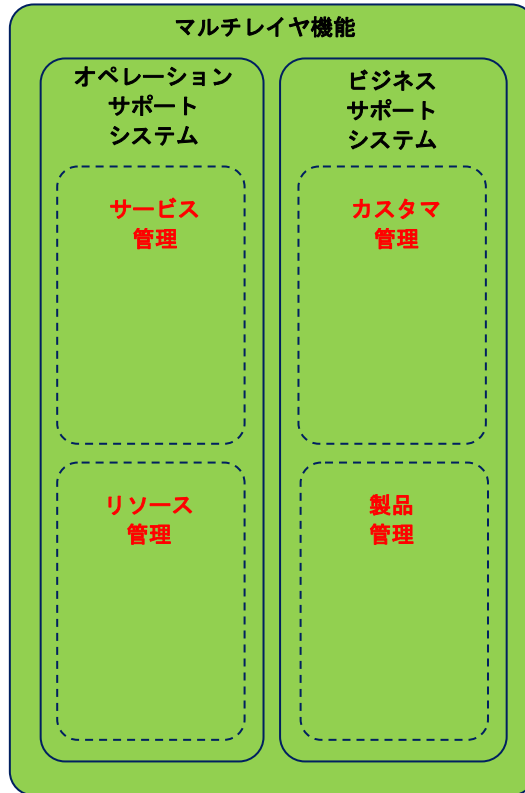 マルチレイヤ機能
オペレーション
サポート
システム
サービス
管理
リソース
管理
ビジネス
サポート
システム
カスタマ
管理
製品
管理